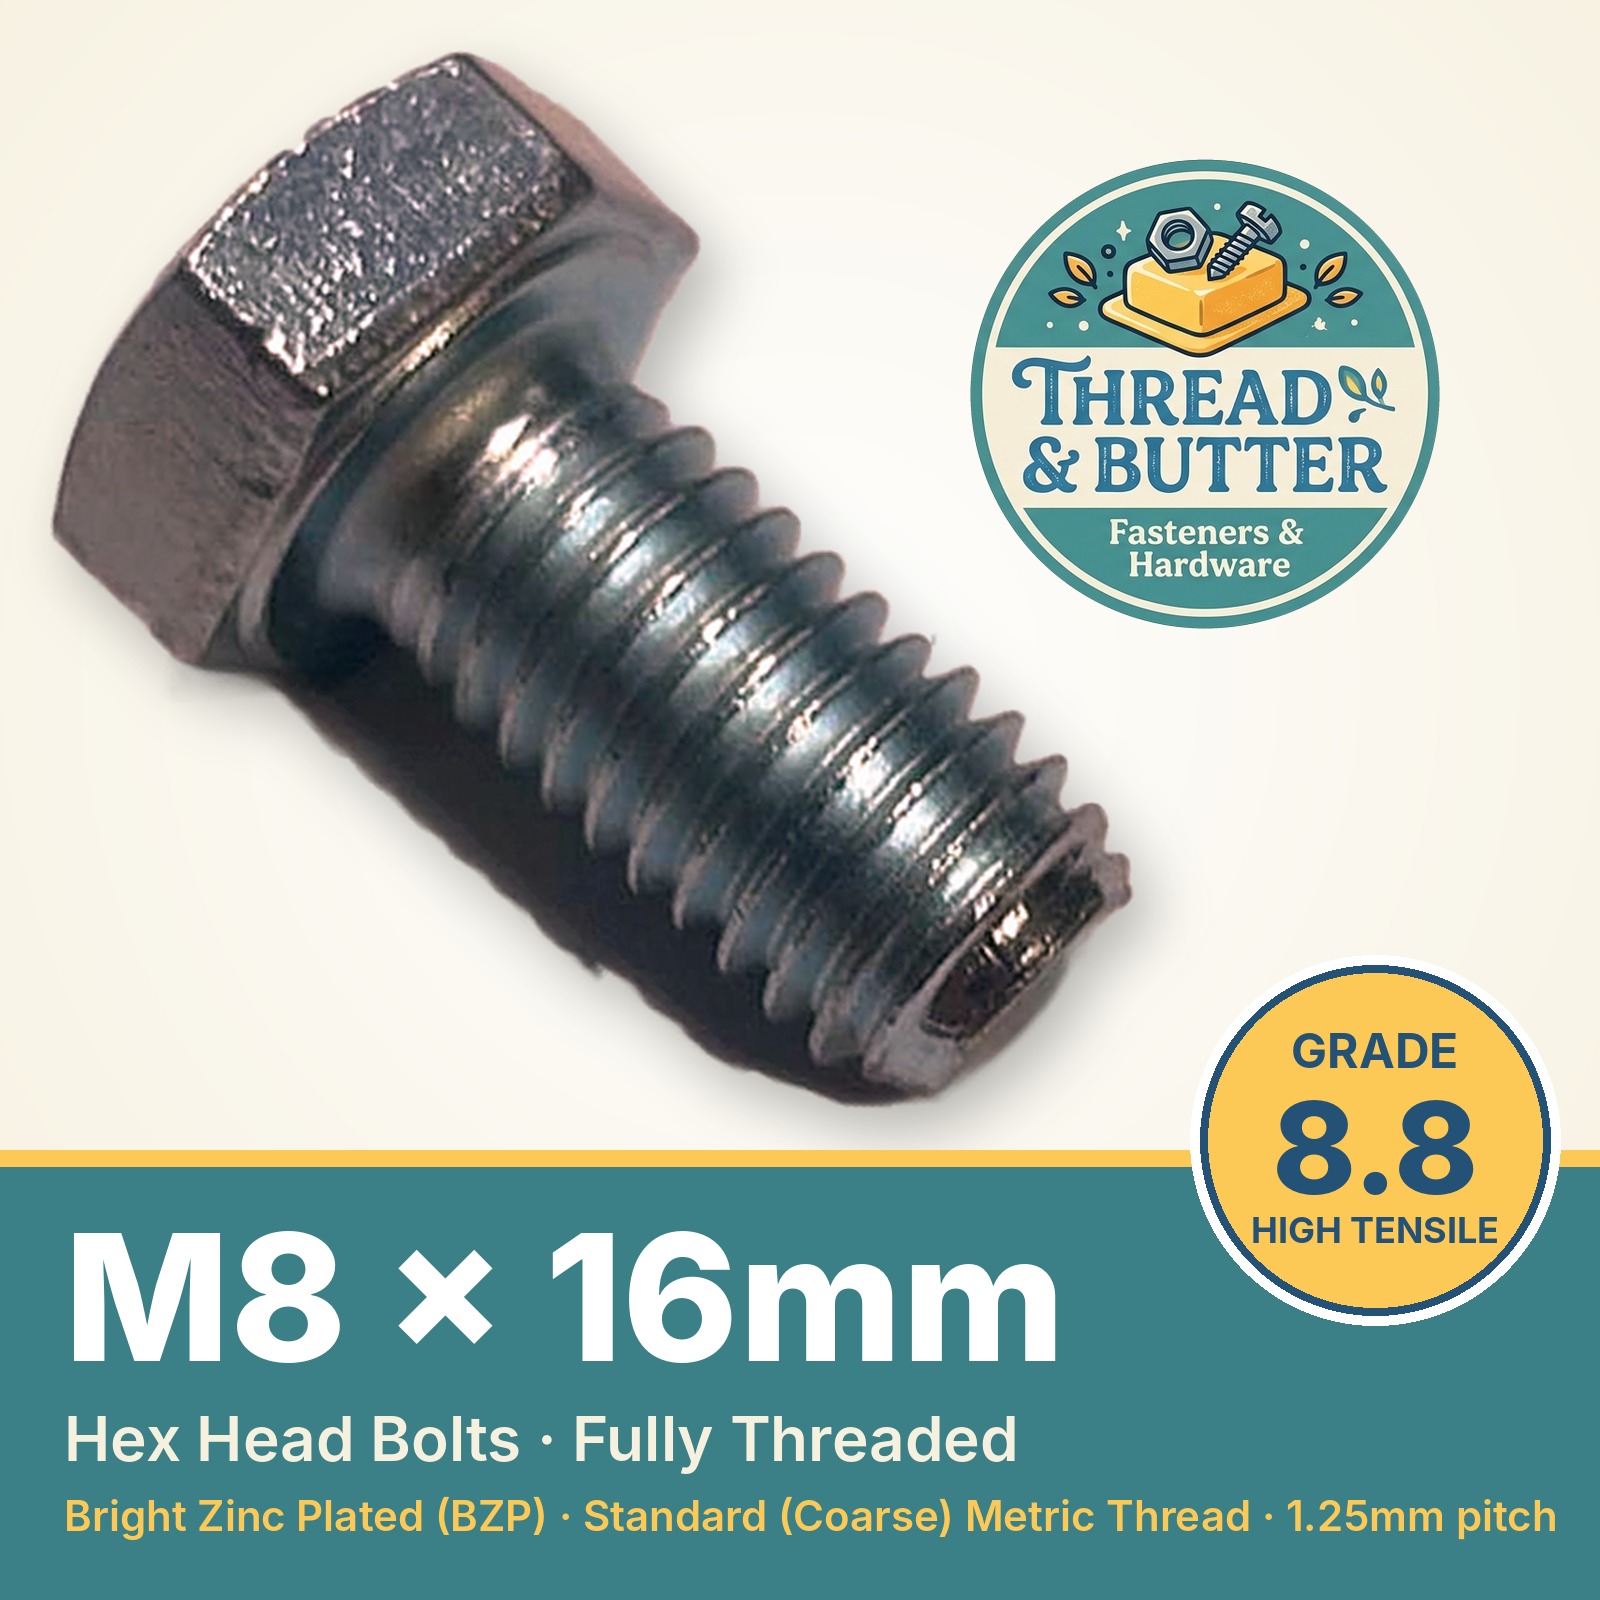 THREAD
& BUTTER
Fasteners &
Hardware
GRADE
8.8
HIGH TENSILE
M8 × 16mm
Hex Head Bolts · Fully Threaded
Bright Zinc Plated (BZP) · Standard (Coarse) Metric Thread · 1.25mm pitch